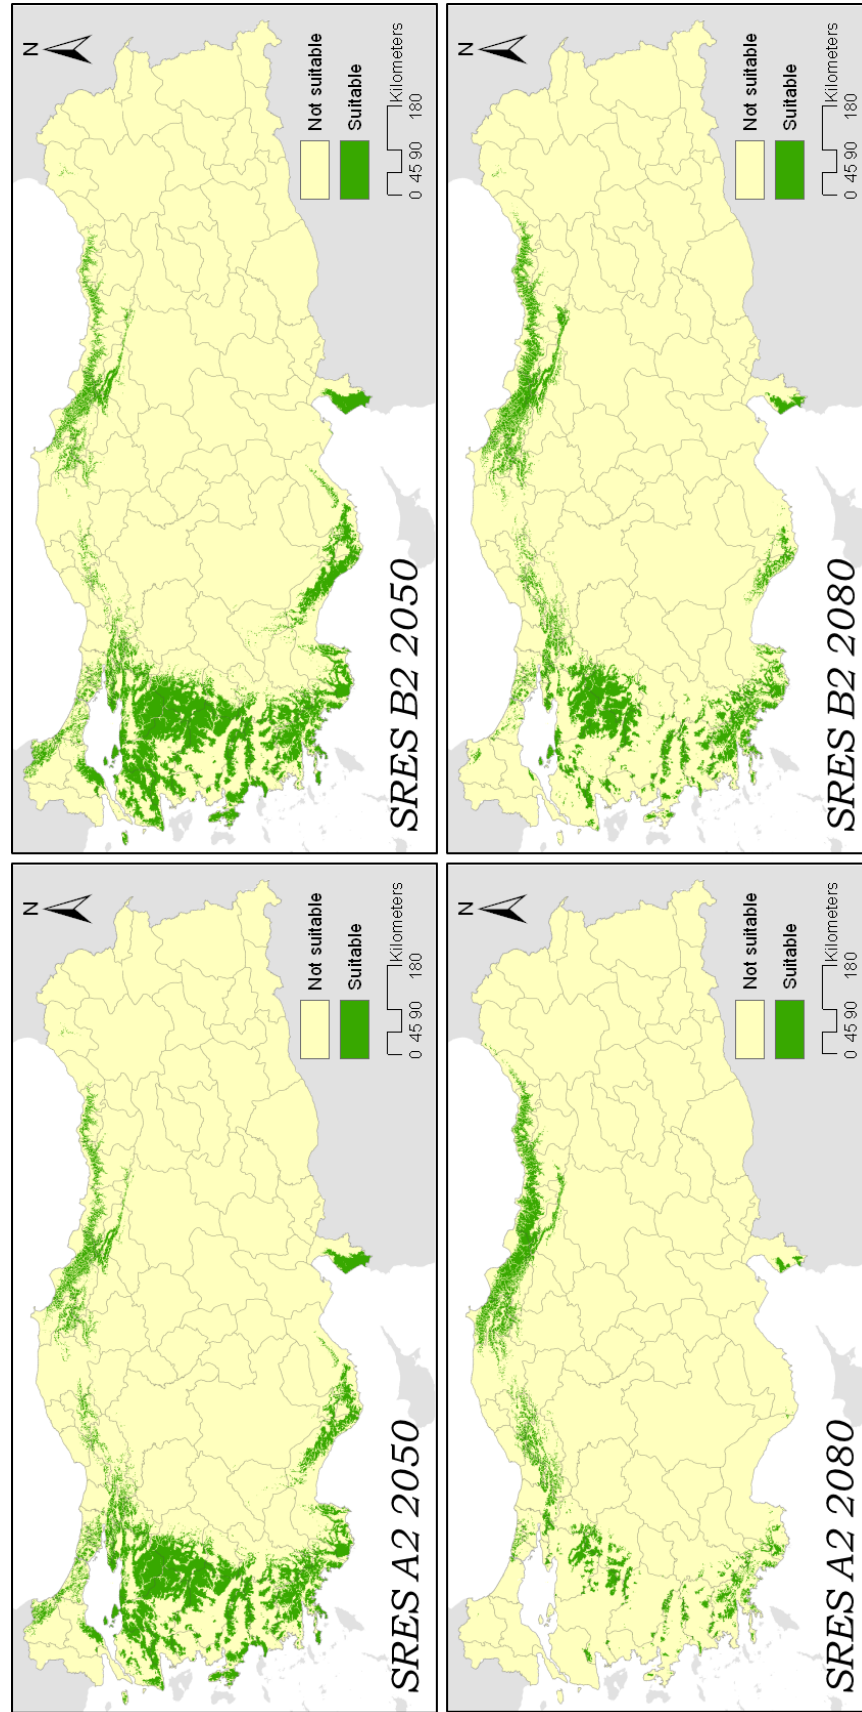 N
Not suitable
Suitable
Kilometers
0 45 90 180
SRES A2 2050
N
Not suitable
Suitable
Kilometers
0 45 90 180
SRES B2 2050
N
Not suitable
Suitable
Kilometers
0 45 90 180
SRES A2 2080
N
Not suitable
Suitable
Kilometers
0 45 90 180
SRES B2 2080